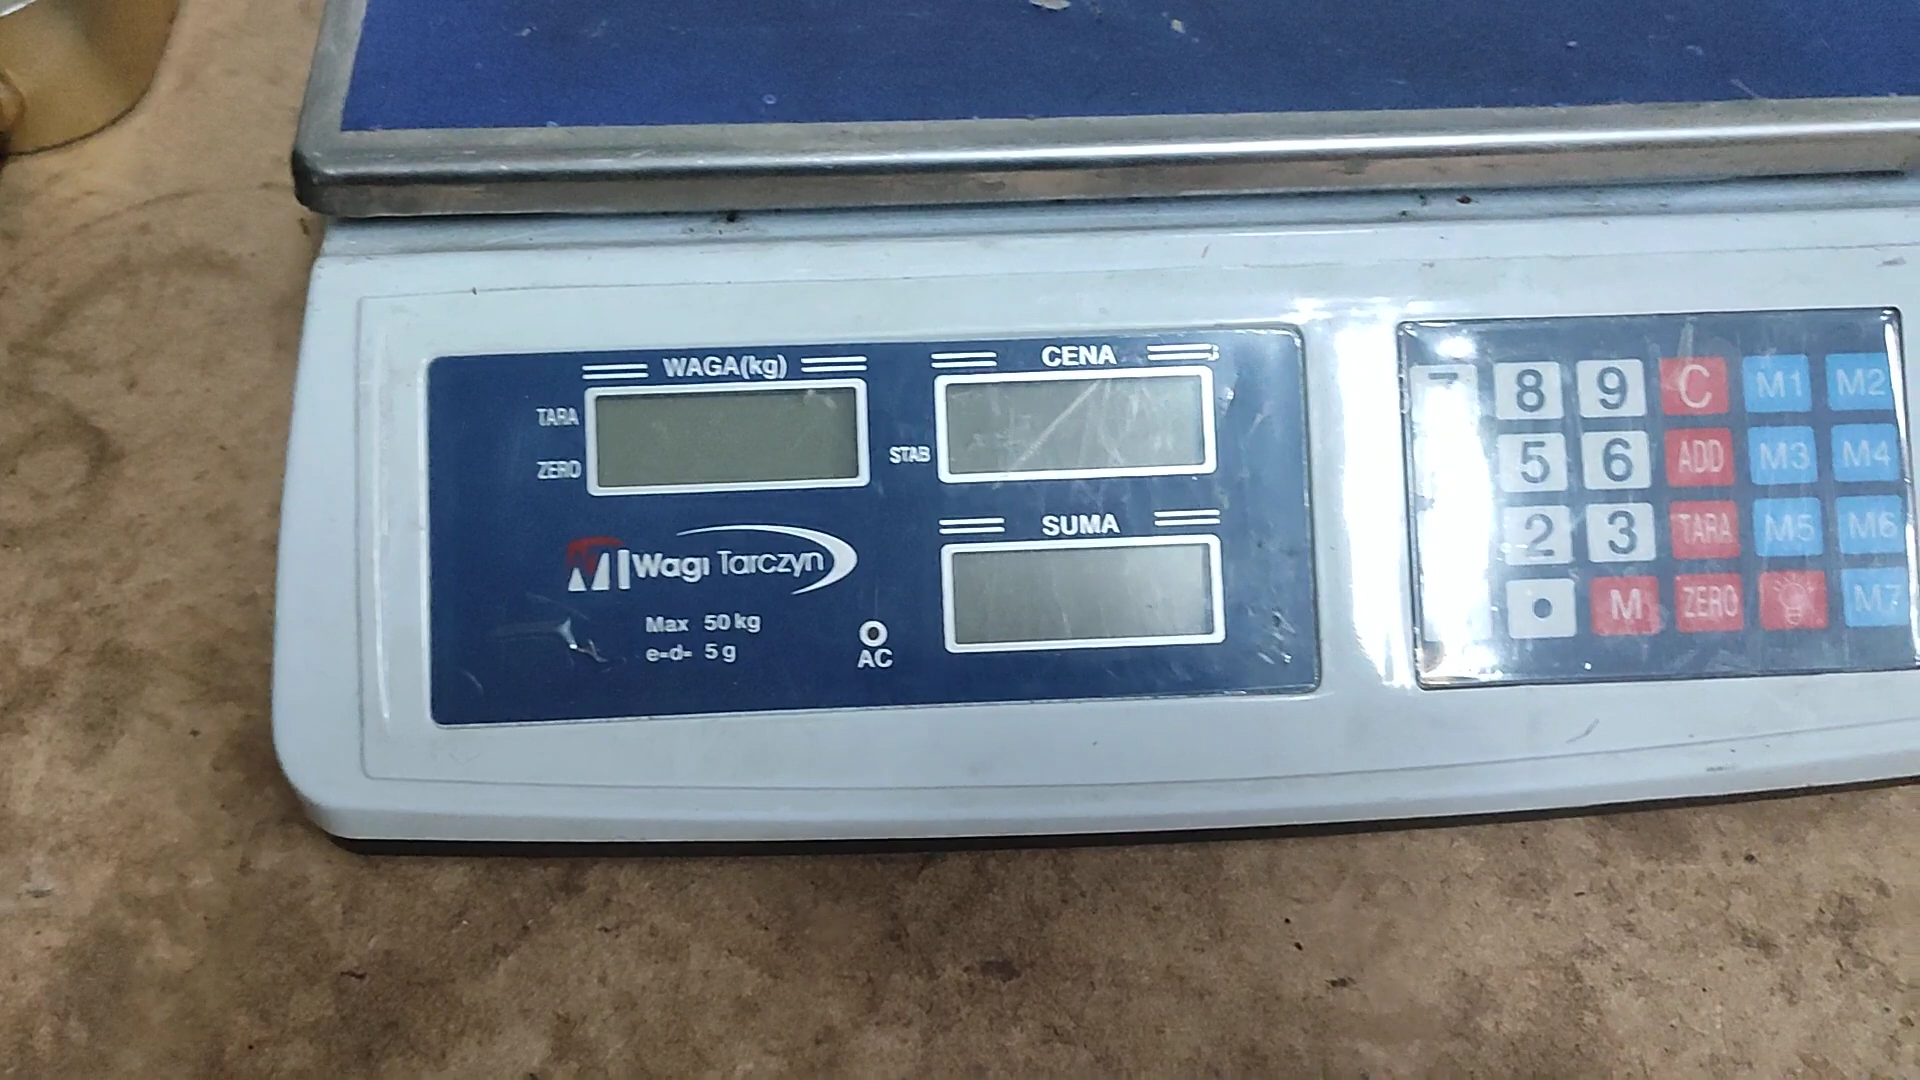 WAGA(kg)
CENA
TARA
ZERO
STAB
SUMA
Wagi Tarczyn
Max 50 kg
e=d= 5 g
AC
7 8 9 C M1 M2
5 6 ADD M3 M4
2 3 TARA M5 M6
• M ZERO M7